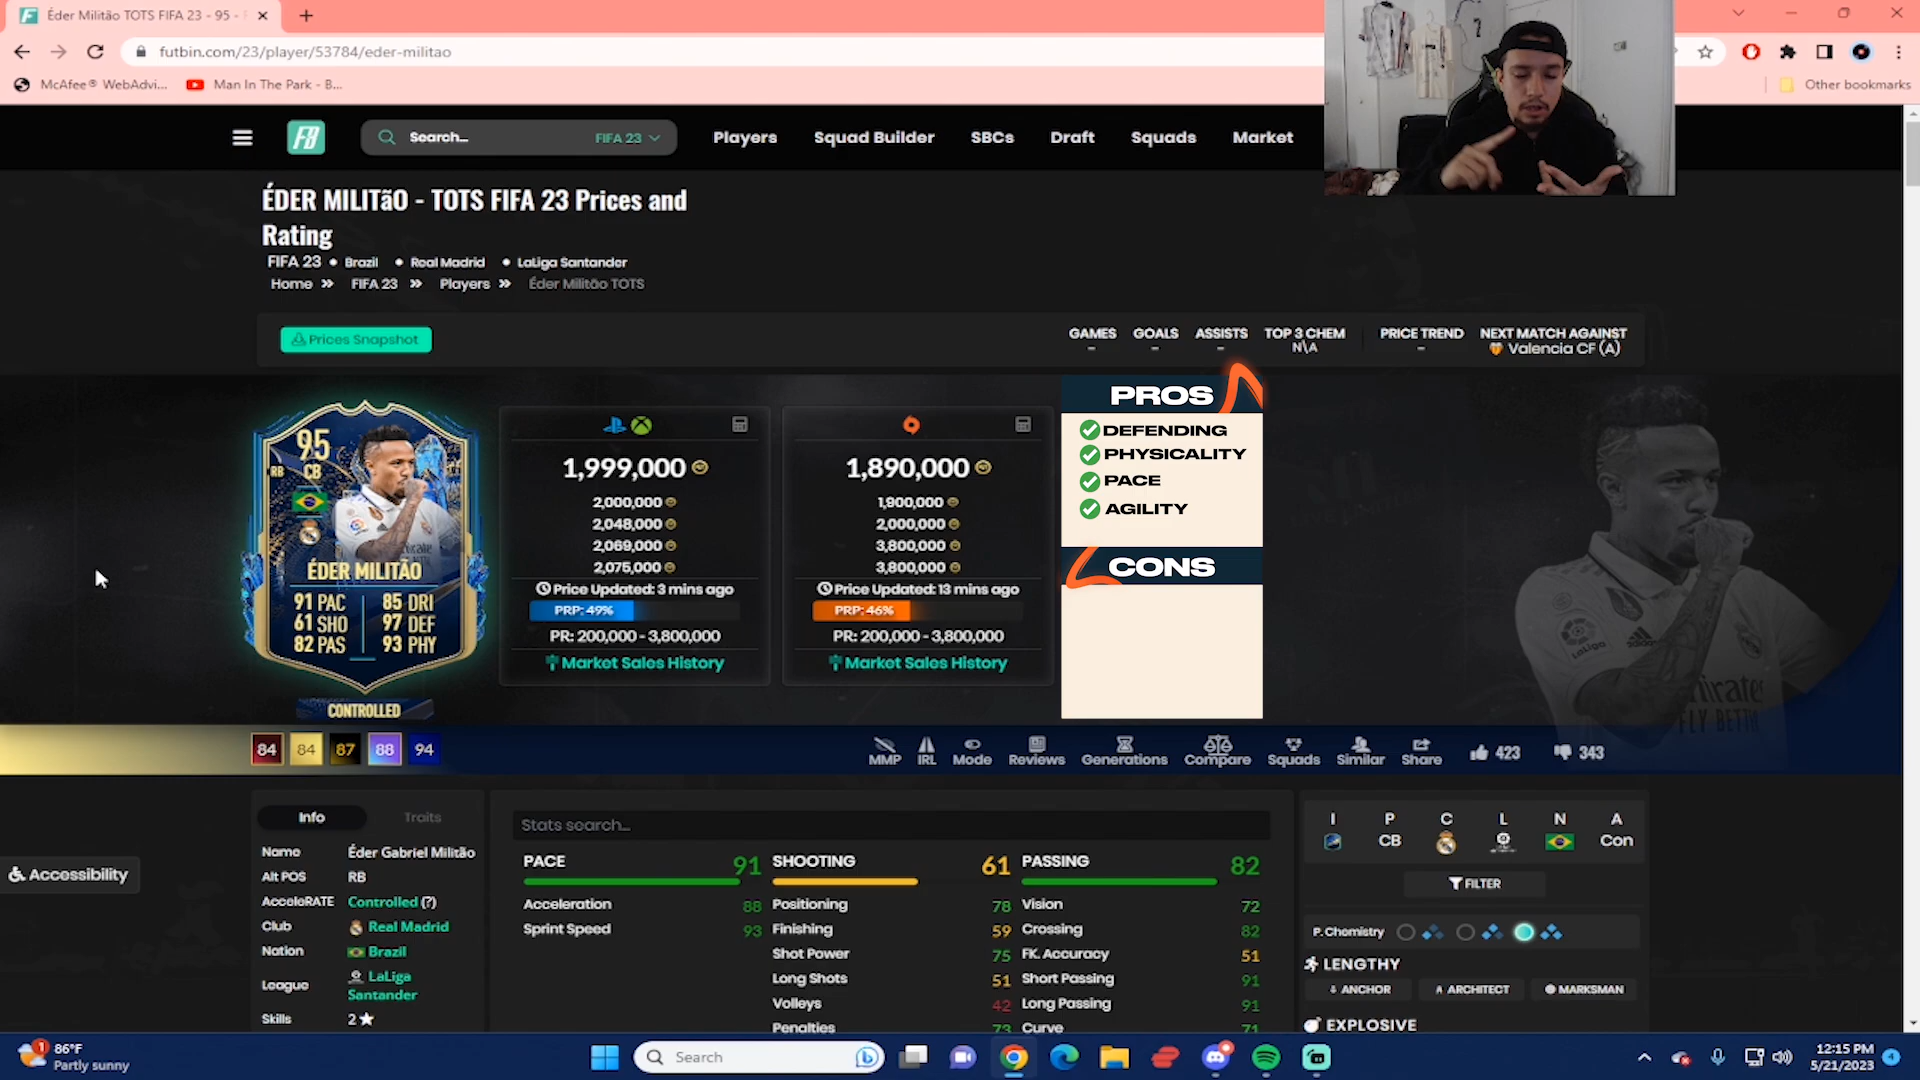 Éder Militão TOTS FIFA 23 - 95 -
futbin.com/23/player/53784/eder-militao
McAfee® WebAdvi...
Man In The Park - B...
Other bookmarks
FB
Search...
FIFA 23
Players
Squad Builder
SBCs
Draft
Squads
Market
ÉDER MILITãO - TOTS FIFA 23 Prices and
Rating
FIFA 23 • Brazil • Real Madrid • LaLiga Santander
Home » FIFA 23 » Players » Éder Militão TOTS
Prices Snapshot
GAMES
-
GOALS
-
ASSISTS
-
TOP 3 CHEM
N\A
PRICE TREND
-
NEXT MATCH AGAINST
Valencia CF (A)
95
RB
CB
ÉDER MILITÃO
91 PAC
85 DRI
61 SHO
97 DEF
82 PAS
93 PHY
CONTROLLED
1,999,000
2,000,000
2,048,000
2,069,000
2,075,000
Price Updated: 3 mins ago
PRP: 49%
PR: 200,000 - 3,800,000
Market Sales History
1,890,000
1,900,000
2,000,000
3,800,000
3,800,000
Price Updated: 13 mins ago
PRP: 46%
PR: 200,000 - 3,800,000
Market Sales History
PROS
DEFENDING
PHYSICALITY
PACE
AGILITY
CONS
84
84
87
88
94
MMP
IRL
Mode
Reviews
Generations
Compare
Squads
Similar
Share
423
343
Info
Traits
Name Éder Gabriel Militão
Alt POS RB
AcceleRATE Controlled (?)
Club Real Madrid
Nation Brazil
League LaLiga
Santander
Skills 2 ★
Stats search...
PACE 91
Acceleration 88
Sprint Speed 93
SHOOTING 61
Positioning 78
Finishing 59
Shot Power 75
Long Shots 51
Volleys 42
Penalties 73
PASSING 82
Vision 72
Crossing 82
FK. Accuracy 51
Short Passing 91
Long Passing 91
Curve 71
I P C L N A
CB
Con
FILTER
P. Chemistry
LENGTHY
ANCHOR
ARCHITECT
MARKSMAN
EXPLOSIVE
Accessibility
1
86°F
Partly sunny
Search
12:15 PM
5/21/2023
4